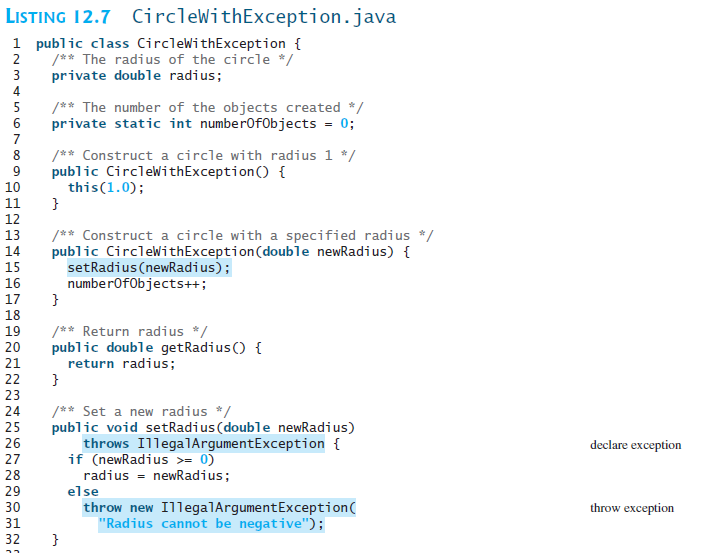 LISTING 12.7 CircleWithException.java
1 public class CircleWithException {
2 /** The radius of the circle */
3 private double radius;
4
5 /** The number of the objects created */
6 private static int numberOfObjects = 0;
7
8 /** Construct a circle with radius 1 */
9 public CircleWithException() {
10 this(1.0);
11 }
12
13 /** Construct a circle with a specified radius */
14 public CircleWithException(double newRadius) {
15 setRadius(newRadius);
16 numberOfObjects++;
17 }
18
19 /** Return radius */
20 public double getRadius() {
21 return radius;
22 }
23
24 /** Set a new radius */
25 public void setRadius(double newRadius)
26 throws IllegalArgumentException { declare exception
27 if (newRadius >= 0)
28 radius = newRadius;
29 else
30 throw new IllegalArgumentException( throw exception
31 "Radius cannot be negative");
32 }